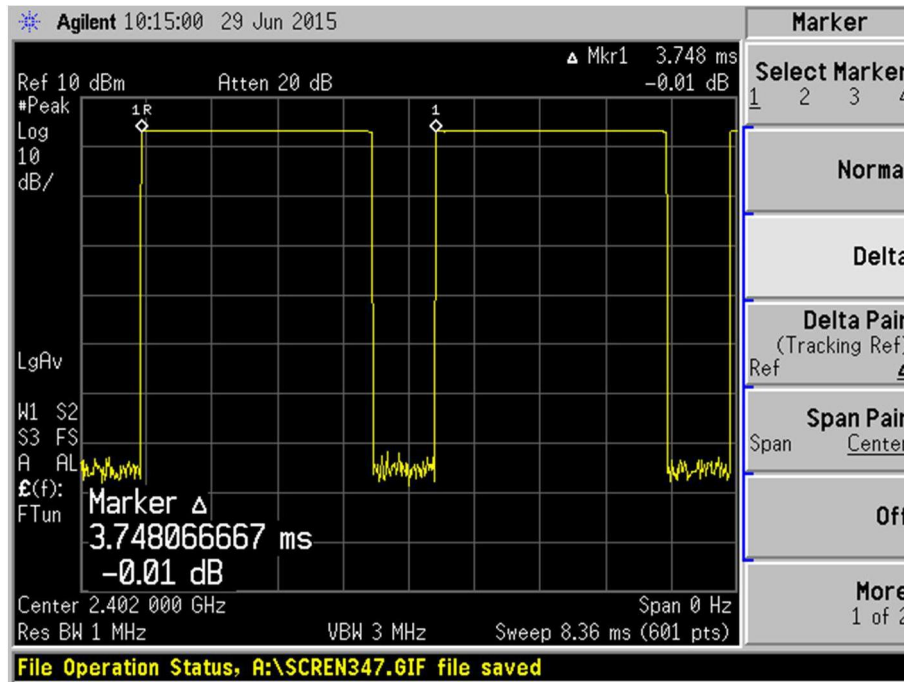 Agilent 10:15:00 29 Jun 2015
Marker
Δ Mkr1 3.748 ms
Ref 10 dBm Atten 20 dB -0.01 dB
#Peak
Log
10
dB/
1R
1
LgAv
W1 S2
S3 FS
A AL
£(f):
FTun
Marker Δ
3.748066667 ms
-0.01 dB
Center 2.402 000 GHz Span 0 Hz
Res BW 1 MHz VBW 3 MHz Sweep 8.36 ms (601 pts)
File Operation Status, A:\SCREN347.GIF file saved
Select Marker
1 2 3 4
Norma
Delta
Delta Pair
(Tracking Ref)
Ref Δ
Span Pair
Span Center
Off
More
1 of 2